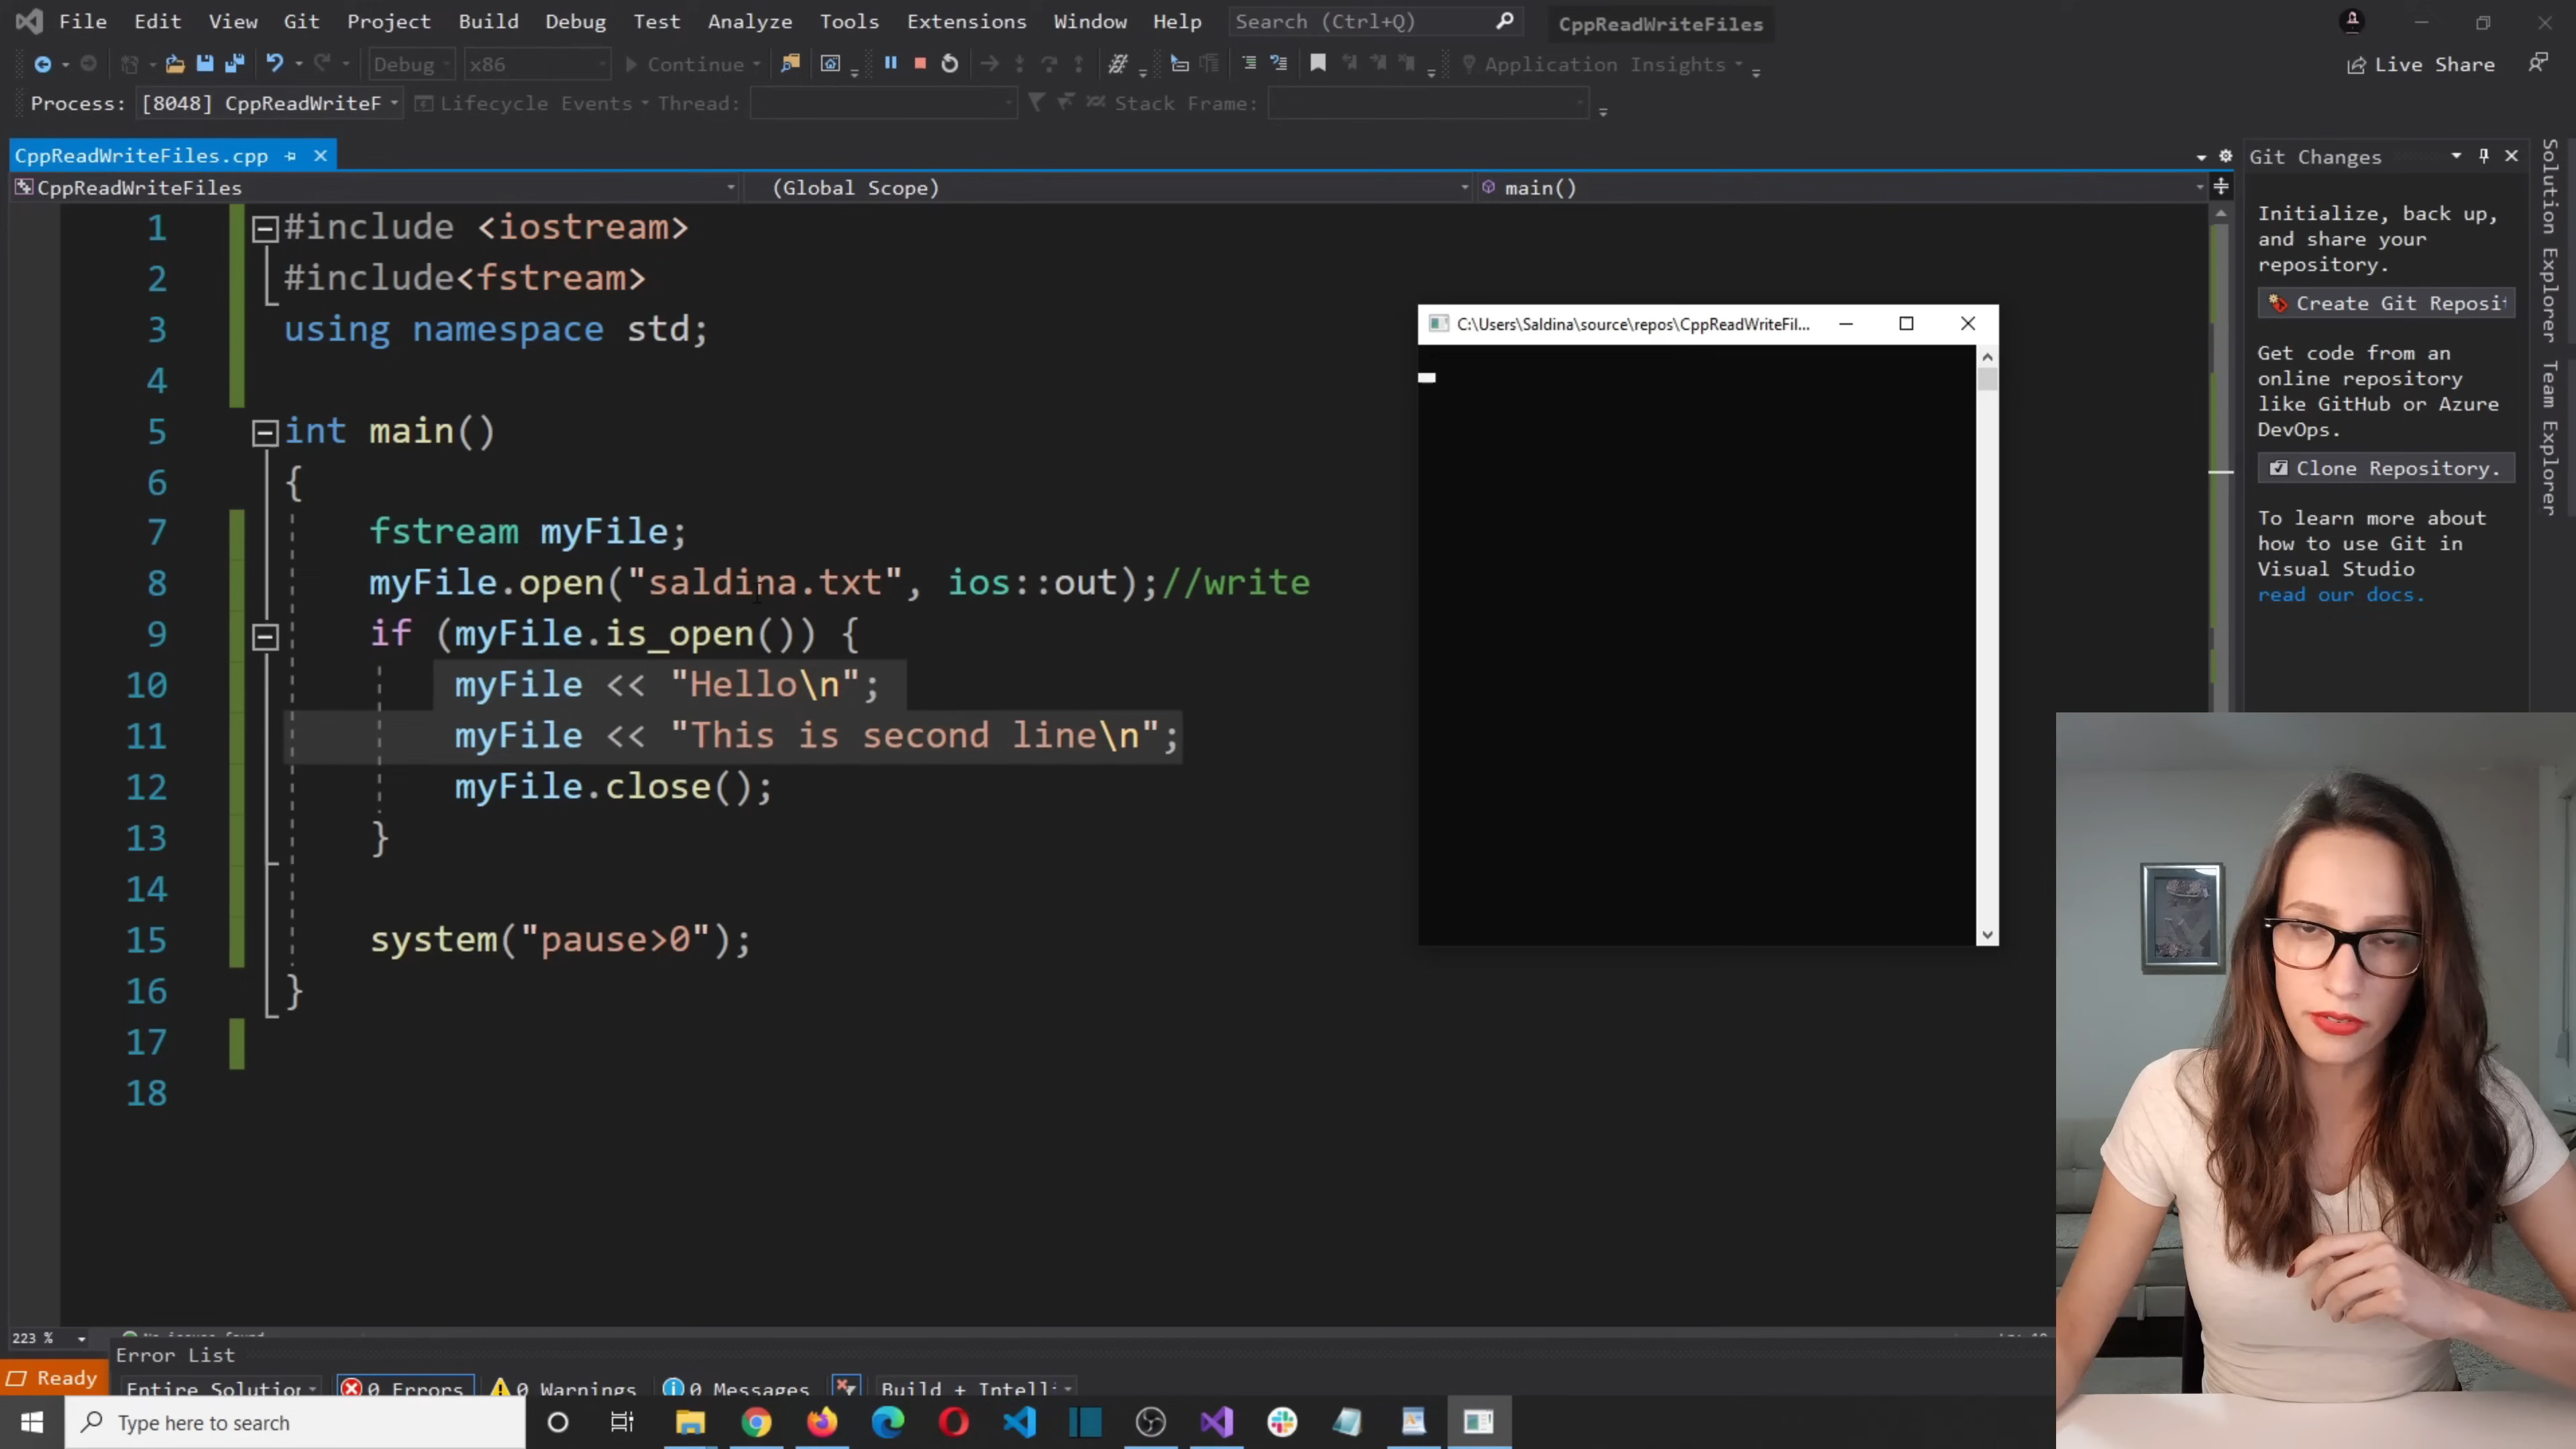 File Edit View Git Project Build Debug Test Analyze Tools Extensions Window Help Search (Ctrl+Q) CppReadWriteFiles
Debug x86 Continue Application Insights Live Share
Process: [8048] CppReadWriteF Lifecycle Events Thread: Stack Frame:
CppReadWriteFiles.cpp
CppReadWriteFiles (Global Scope) main()
1 #include <iostream>
2 #include<fstream>
3 using namespace std;
4
5 int main()
6 {
7 fstream myFile;
8 myFile.open("saldina.txt", ios::out);//write
9 if (myFile.is_open()) {
10 myFile << "Hello\n";
11 myFile << "This is second line\n";
12 myFile.close();
13 }
14
15 system("pause>0");
16 }
17
18
C:\Users\Saldina\source\repos\CppReadWriteFil...
Git Changes
Initialize, back up,
and share your
repository.
Create Git Reposit
Get code from an
online repository
like GitHub or Azure
DevOps.
Clone Repository.
To learn more about
how to use Git in
Visual Studio
read our docs.
Solution Explorer
Team Explorer
223 % No issues found
Error List
Ready
Entire Solution 0 Errors 0 Warnings 0 Messages Build + Intelli
Type here to search